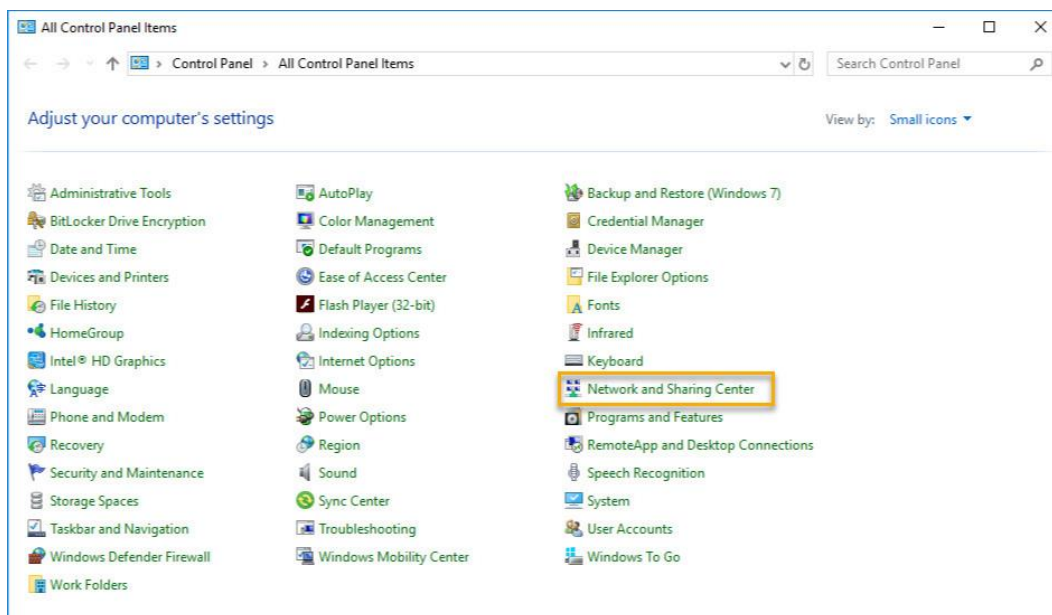 All Control Panel Items
Control Panel > All Control Panel Items
Search Control Panel
Adjust your computer's settings
View by: Small icons
Administrative Tools
AutoPlay
Backup and Restore (Windows 7)
BitLocker Drive Encryption
Color Management
Credential Manager
Date and Time
Default Programs
Device Manager
Devices and Printers
Ease of Access Center
File Explorer Options
File History
Flash Player (32-bit)
Fonts
HomeGroup
Indexing Options
Infrared
Intel® HD Graphics
Internet Options
Keyboard
Language
Mouse
Network and Sharing Center
Phone and Modem
Power Options
Programs and Features
Recovery
Region
RemoteApp and Desktop Connections
Security and Maintenance
Sound
Speech Recognition
Storage Spaces
Sync Center
System
Taskbar and Navigation
Troubleshooting
User Accounts
Windows Defender Firewall
Windows Mobility Center
Windows To Go
Work Folders